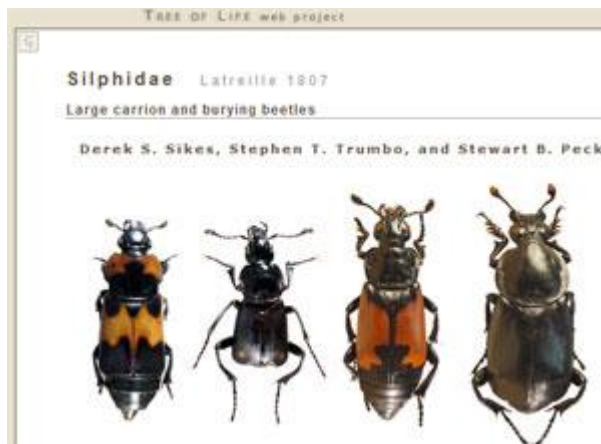 TREE OF LIFE web project
Silphidae Latreille 1807
Large carrion and burying beetles
Derek S. Sikes, Stephen T. Trumbo, and Stewart B. Peck